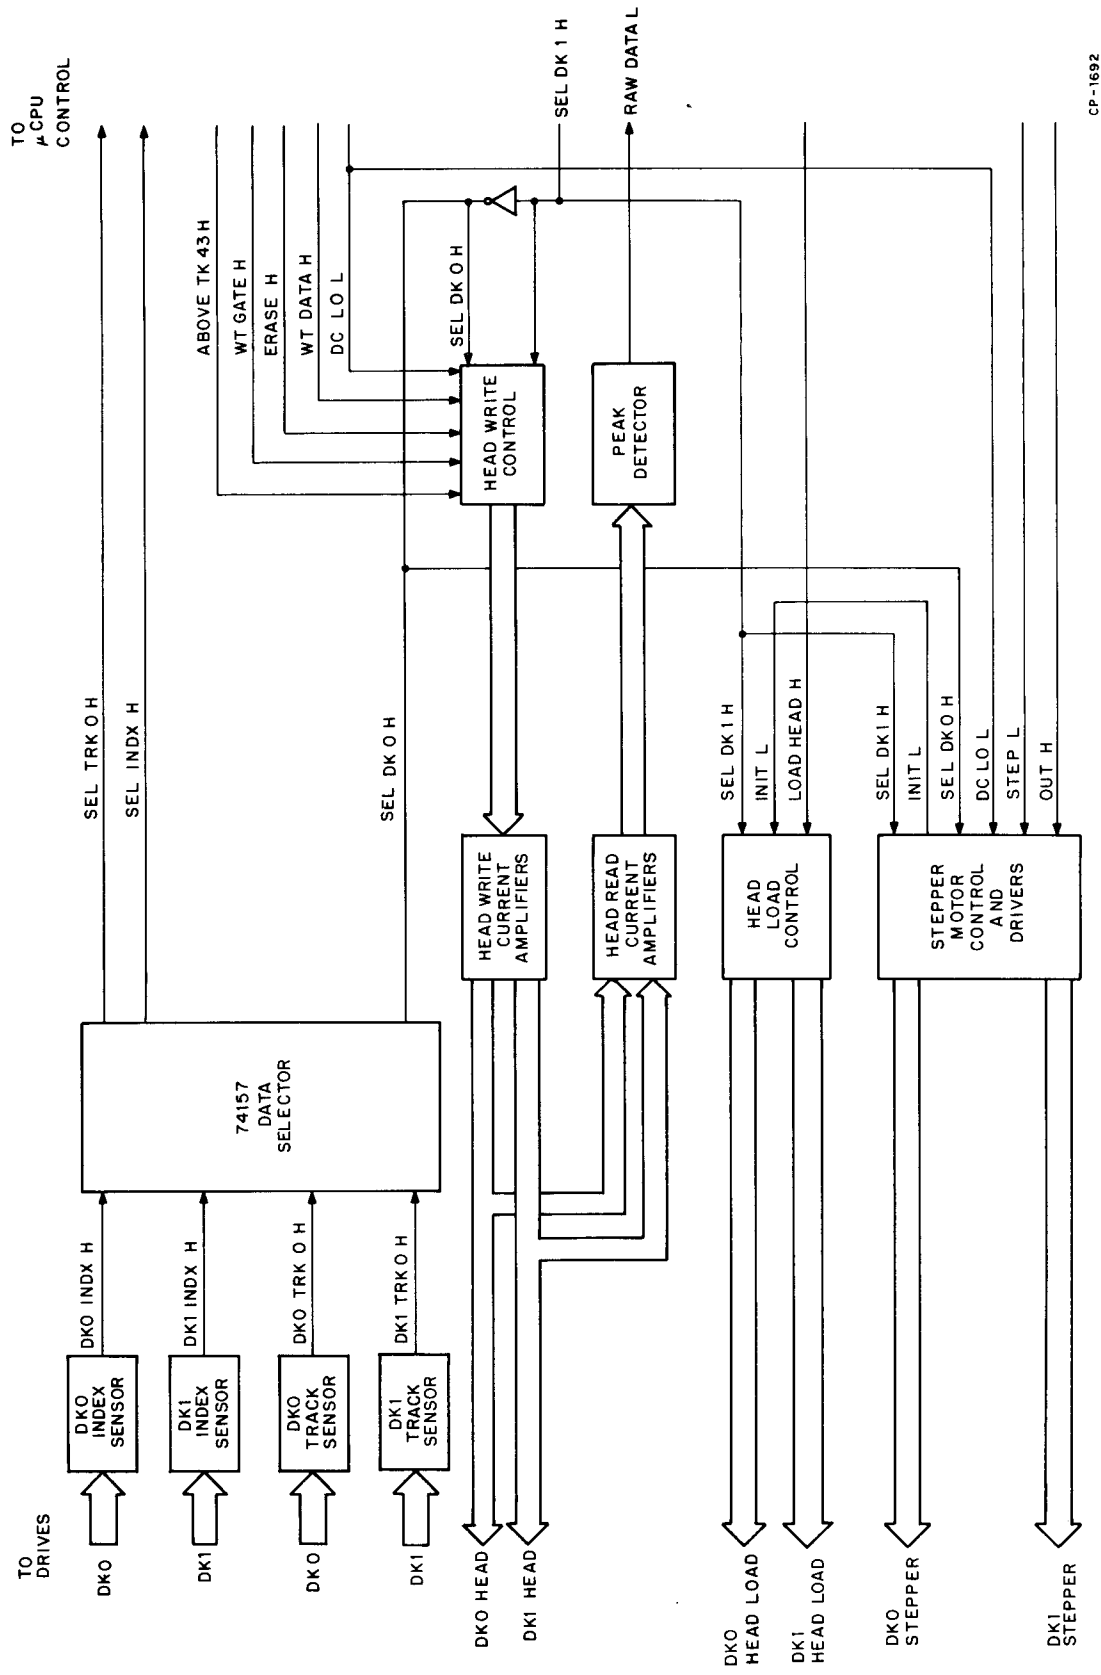 TO
DRIVES
DK0
DK1
DK0
DK1
DK0
INDEX
SENSOR
DK1
INDEX
SENSOR
DK0
TRACK
SENSOR
DK1
TRACK
SENSOR
DK0 INDX H
DK1 INDX H
DK0 TRK 0 H
DK1 TRK 0 H
74157
DATA
SELECTOR
SEL TRK 0 H
SEL INDX H
SEL DK 0 H
TO
μCPU
CONTROL
ABOVE TK 43 H
WT GATE H
ERASE H
WT DATA H
DC LO L
SEL DK 0 H
SEL DK 1 H
HEAD WRITE
CONTROL
HEAD WRITE
CURRENT
AMPLIFIERS
DK0 HEAD
DK1 HEAD
HEAD READ
CURRENT
AMPLIFIERS
PEAK
DETECTOR
RAW DATA L
SEL DK 1 H
INIT L
LOAD HEAD H
HEAD
LOAD
CONTROL
DK0
HEAD LOAD
DK1
HEAD LOAD
SEL DK1 H
INIT L
SEL DK0 H
DC LO L
STEP L
OUT H
STEPPER
MOTOR
CONTROL
AND
DRIVERS
DK0
STEPPER
DK1
STEPPER
CP-1692